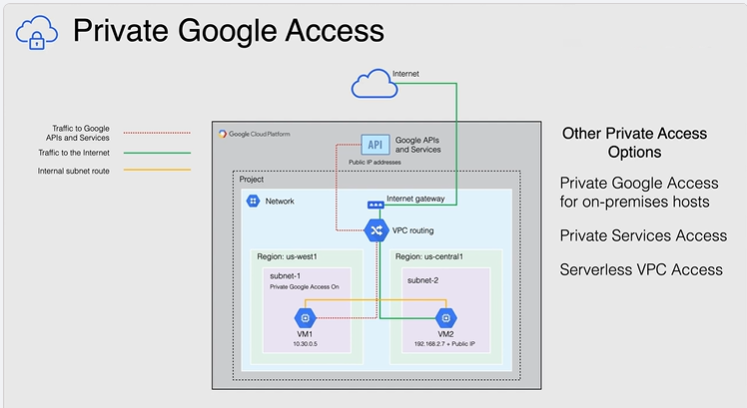 Private Google Access
Internet
Traffic to Google
APIs and Services
Traffic to the Internet
Internal subnet route
Google Cloud Platform
API
Google APIs
and Services
Public IP addresses
Project
Network
Internet gateway
VPC routing
Region: us-west1
subnet-1
Private Google Access On
VM1
10.30.0.5
Region: us-central1
subnet-2
VM2
192.168.2.7 + Public IP
Other Private Access
Options
Private Google Access
for on-premises hosts
Private Services Access
Serverless VPC Access